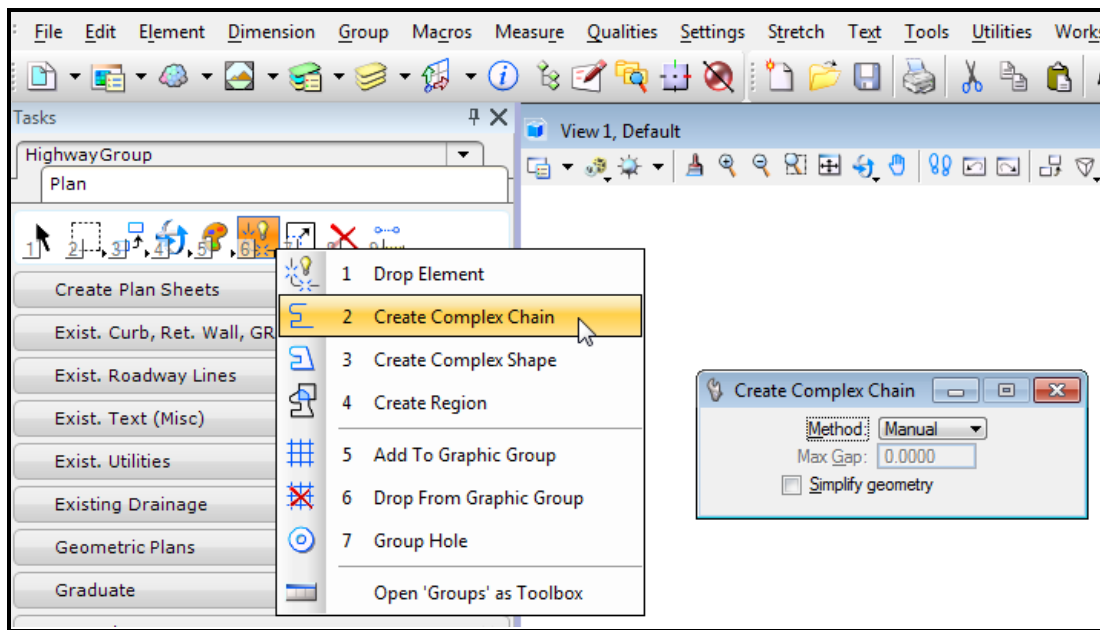 File Edit Element Dimension Group Macros Measure Qualities Settings Stretch Text Tools Utilities Works
Tasks
View 1, Default
HighwayGroup
Plan
1 2 3 4 5 6 7
Create Plan Sheets
Exist. Curb, Ret. Wall, GR
Exist. Roadway Lines
Exist. Text (Misc)
Exist. Utilities
Existing Drainage
Geometric Plans
Graduate
1 Drop Element
2 Create Complex Chain
3 Create Complex Shape
4 Create Region
5 Add To Graphic Group
6 Drop From Graphic Group
7 Group Hole
Open 'Groups' as Toolbox
Create Complex Chain
Method: Manual
Max Gap: 0.0000
Simplify geometry